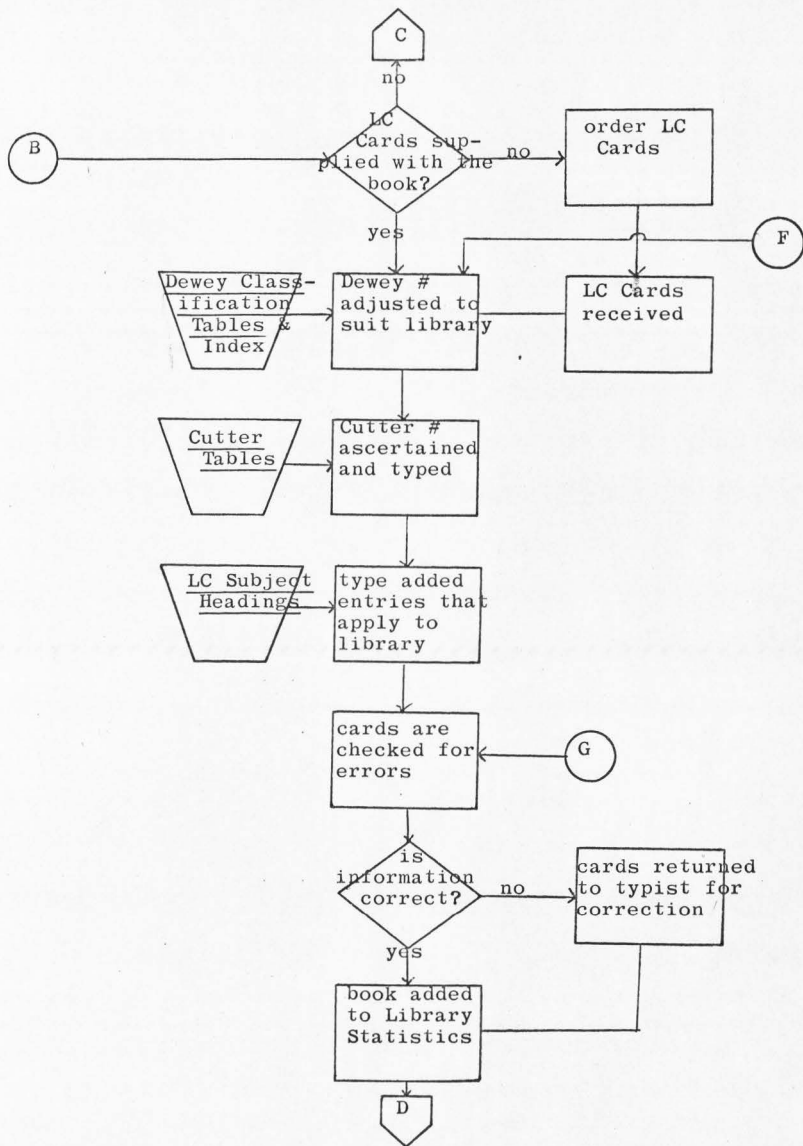 C
no
LC
Cards sup-
plied with the
book?
B
no
order LC
Cards
yes
F
Dewey Class-
ification
Tables &
Index
Dewey #
adjusted to
suit library
LC Cards
received
Cutter
Tables
Cutter #
ascertained
and typed
LC Subject
Headings
type added
entries that
apply to
library
cards are
checked for
errors
G
is
information
correct?
no
cards returned
to typist for
correction
yes
book added
to Library
Statistics
D